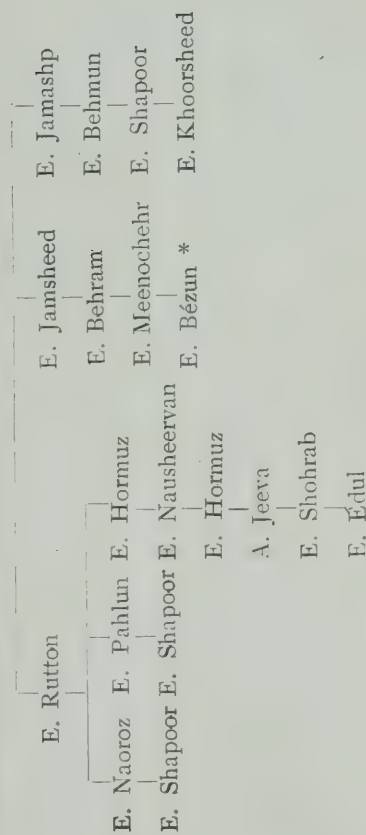 E. Rutton E. Jamsheed E. Jamashp
E. Naoroz E. Pahlun E. Hormuz E. Behram E. Behmun
E. Shapoor E. Shapoor E. Nausheervan E. Meenochehr E. Shapoor
E. Hormuz E. Bézun * E. Khoorsheed
A. Jeeva
E. Shohrab
E. Edul